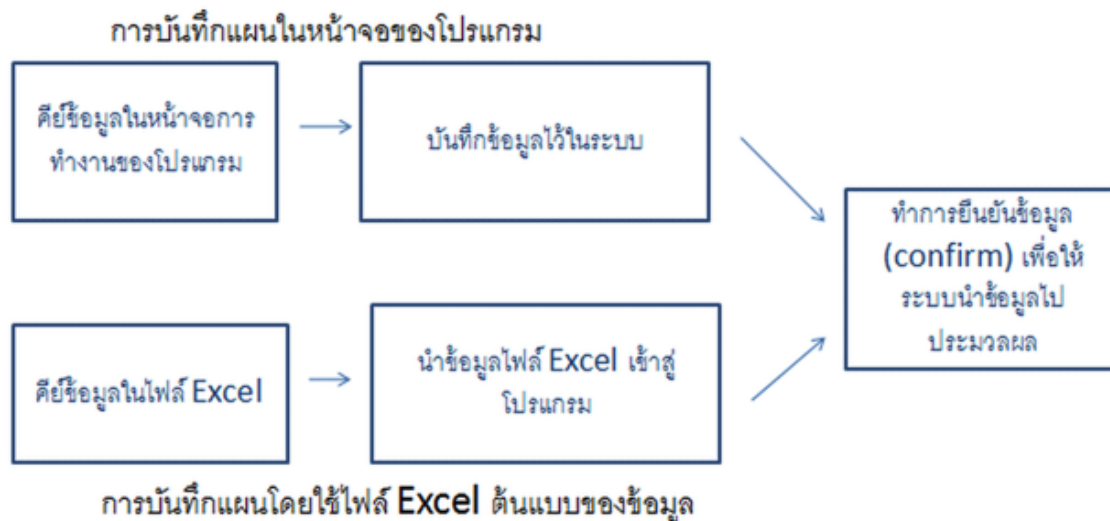 การบันทึกแผนในหน้าจอของโปรแกรม
คีย์ข้อมูลในหน้าจอการ
ทำงานของโปรแกรม
บันทึกข้อมูลไว้ในระบบ
ทำการยืนยันข้อมูล
(confirm) เพื่อให้
ระบบนำข้อมูลไป
ประมวลผล
คีย์ข้อมูลในไฟล์ Excel
นำข้อมูลไฟล์ Excel เข้าสู่
โปรแกรม
การบันทึกแผนโดยใช้ไฟล์ Excel ต้นแบบของข้อมูล